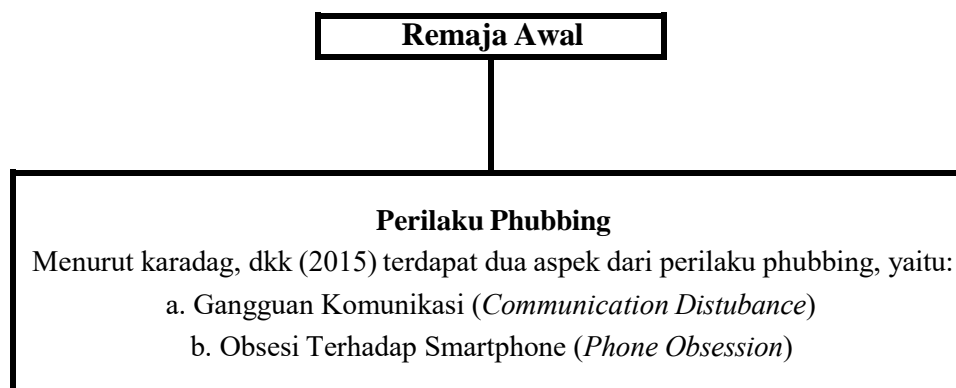 Remaja Awal
Perilaku Phubbing
Menurut karadag, dkk (2015) terdapat dua aspek dari perilaku phubbing, yaitu:
a. Gangguan Komunikasi (Communication Distubance)
b. Obsesi Terhadap Smartphone (Phone Obsession)